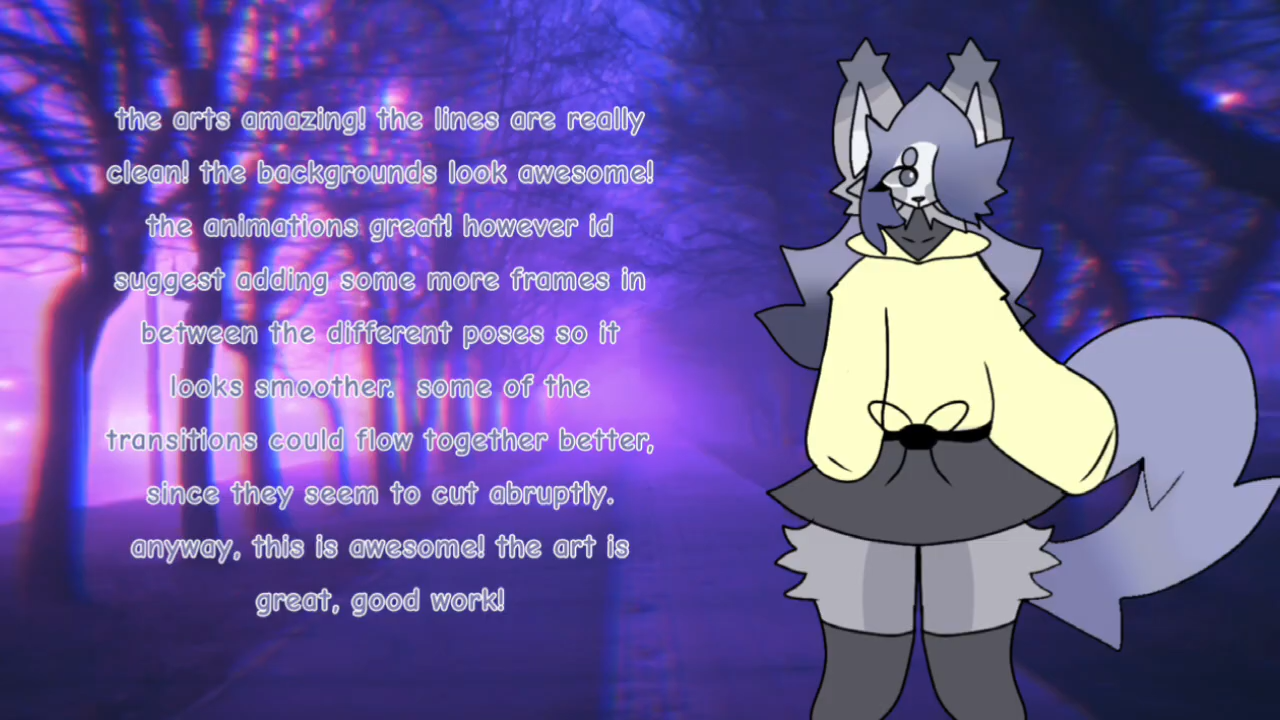 the arts amazing! the lines are really
clean! the backgrounds look awesome!
the animations great! however id
suggest adding some more frames in
between the different poses so it
looks smoother.  some of the
transitions could flow together better,
since they seem to cut abruptly.
anyway, this is awesome! the art is
great, good work!